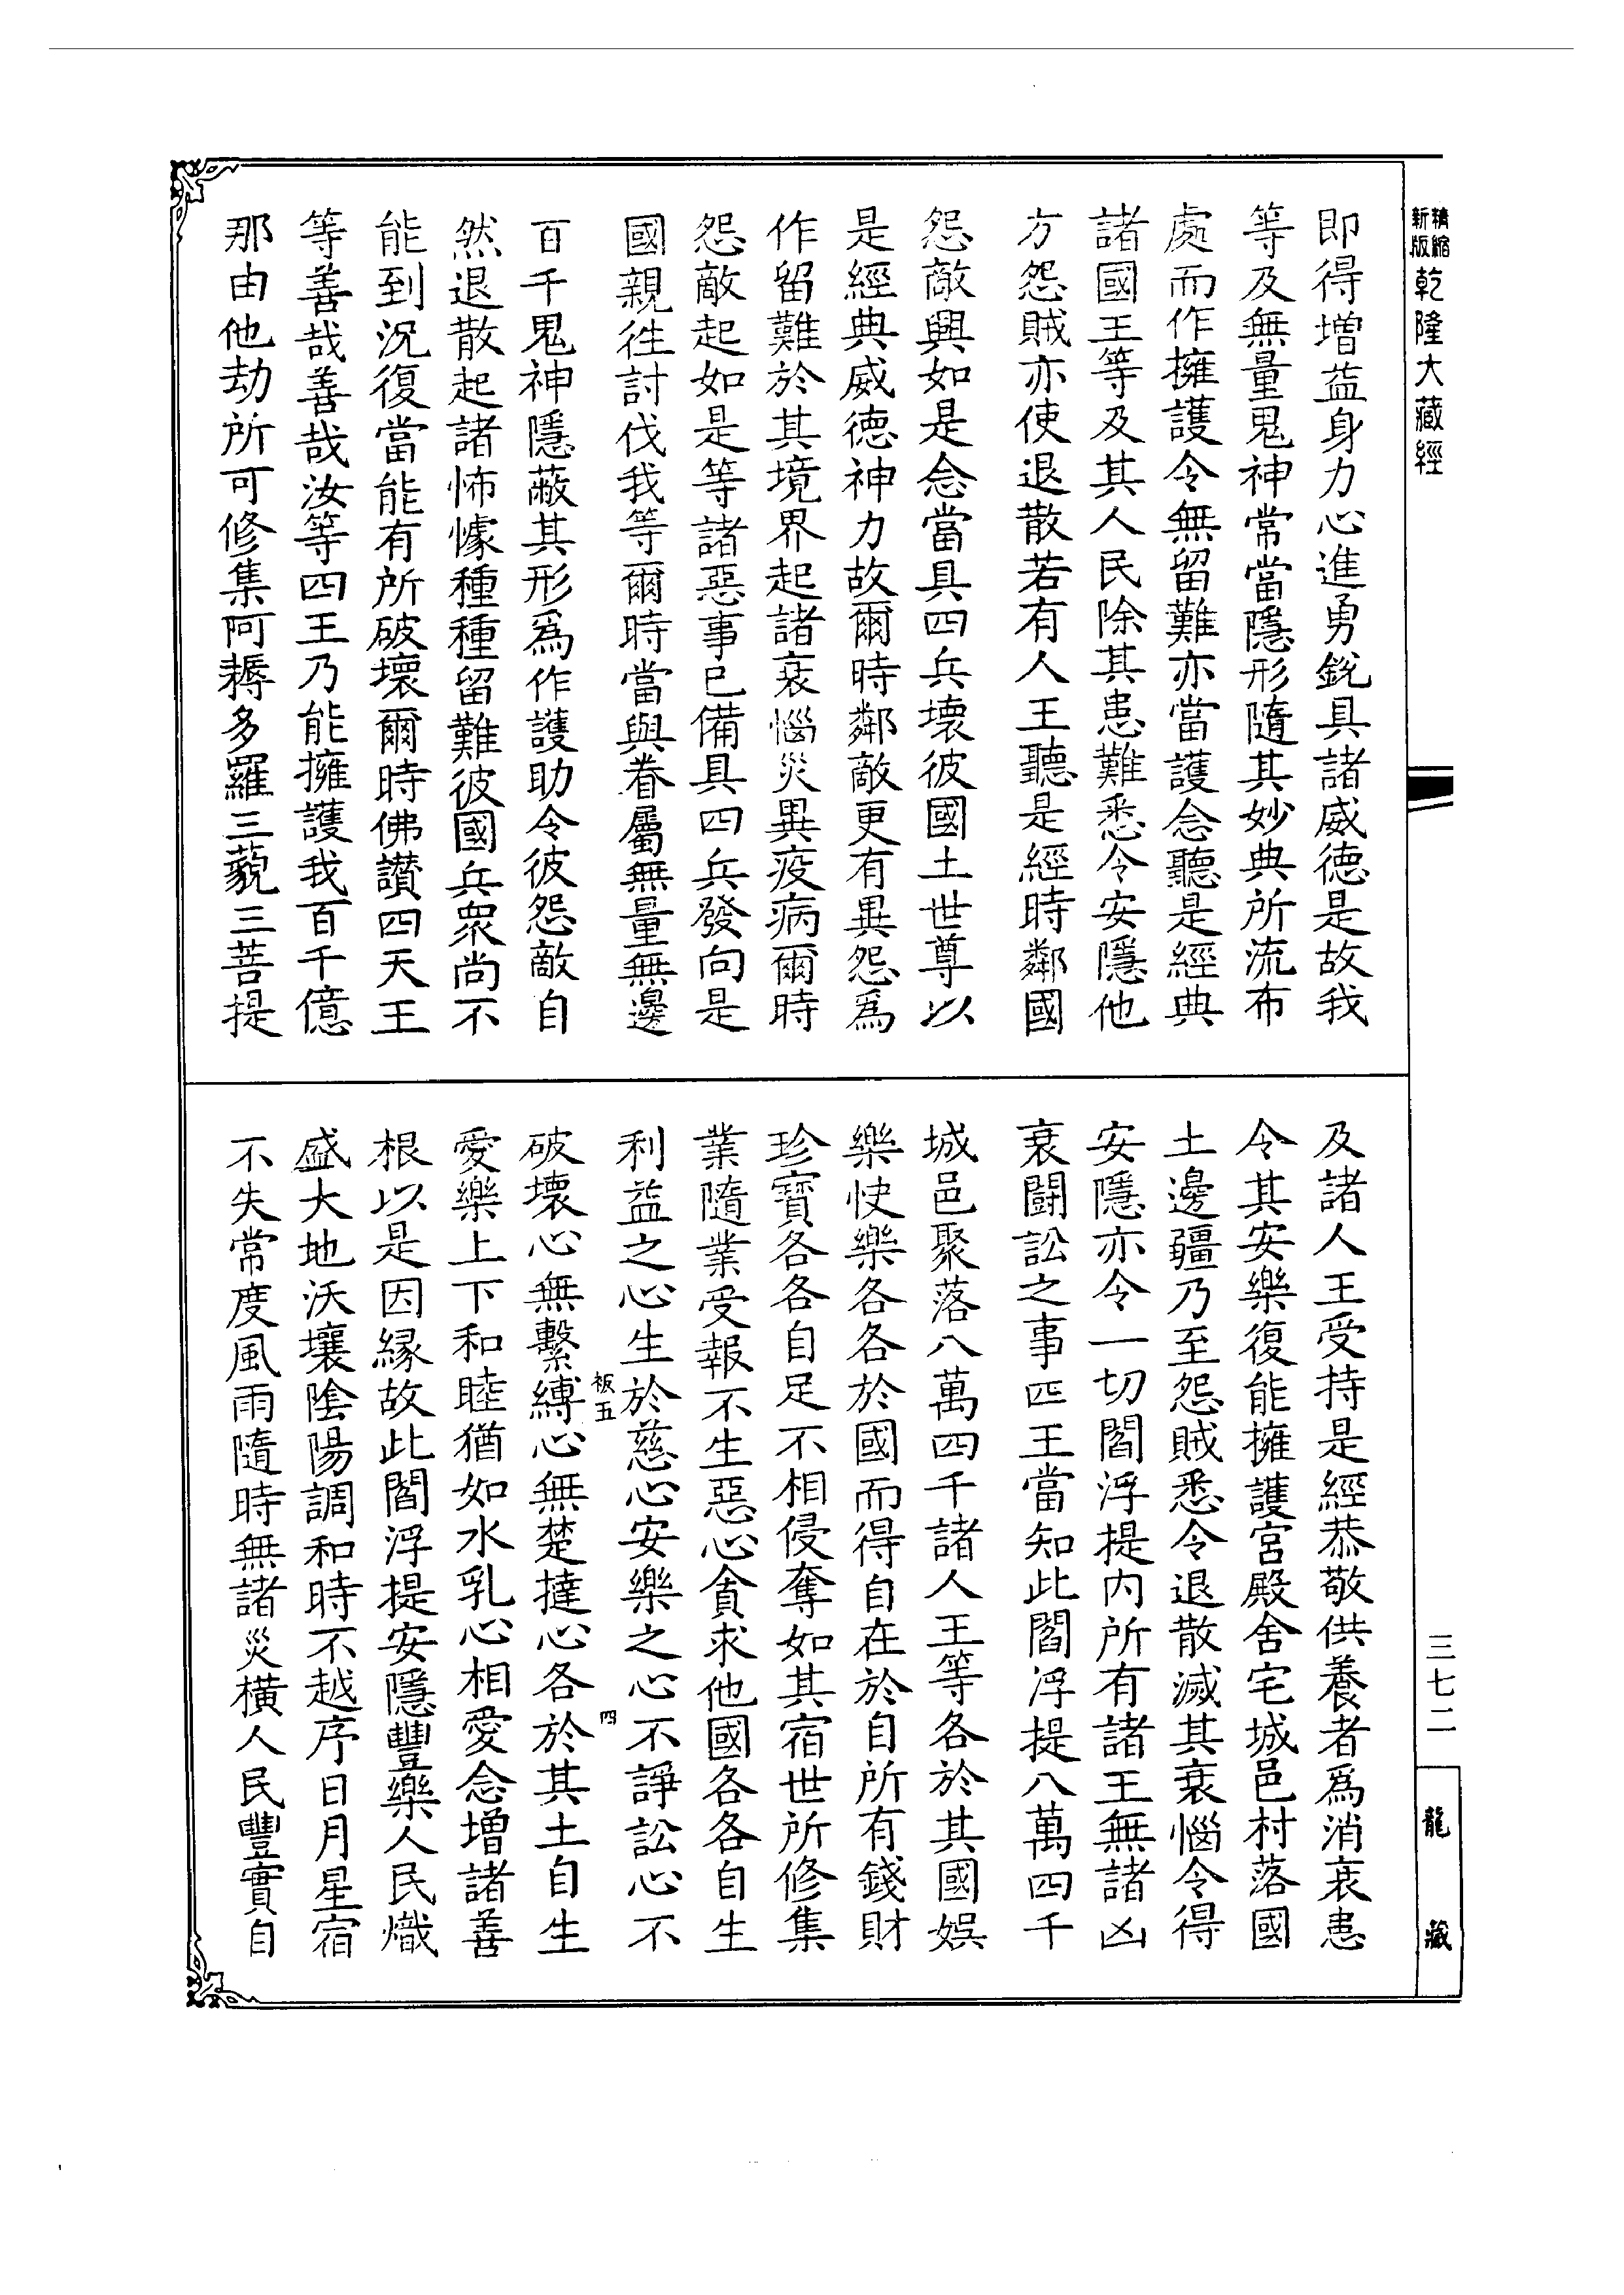 精縮新版乾隆大藏經
即得增益身力心進勇銳具諸威德是故我
等及無量鬼神常當隱形隨其妙典所流布
處而作擁護令無留難亦當護念聽是經典
諸國王等及其人民除其患難悉令安隱他
方怨賊亦使退散若有人王聽是經時鄰國
怨敵興如是念當具四兵壞彼國土世尊以
是經典威德神力故爾時鄰敵更有異怨爲
作留難於其境界起諸衰惱災異疫病爾時
怨敵起如是等諸惡事已備具四兵發向是
國親徃討伐我等爾時當與眷屬無量無邊
百千鬼神隱蔽其形爲作護助令彼怨敵自
然退散起諸怖懅種種留難彼國兵衆尚不
能到況復當能有所破壞爾時佛讚四天王
等善哉善哉汝等四王乃能擁護我百千億
那由他劫所可修集阿耨多羅三藐三菩提
及諸人王受持是經恭敬供養者爲消衰患
令其安樂復能擁護宮殿舍宅城邑村落國
土邊疆乃至怨賊悉令退散滅其衰惱令得
安隱亦令一切閻浮提內所有諸王無諸凶
衰鬪訟之事四王當知此閻浮提八萬四千
城邑聚落八萬四千諸人王等各於其國娛
樂快樂各各於國而得自在於自所有錢財
珍寶各各自足不相侵奪如其宿世所修集
業隨業受報不生惡心貪求他國各各自生
利益之心生於慈心安樂之心不諍訟心不
破壞心無繫縛心無楚撻心各於其土自生
愛樂上下和睦猶如水乳心相愛念增諸善
根以是因緣故此閻浮提安隱豐樂人民熾
盛大地沃壤陰陽調和時不越序日月星宿
不失常度風雨隨時無諸災橫人民豐實自
五
四
三七二
龍藏